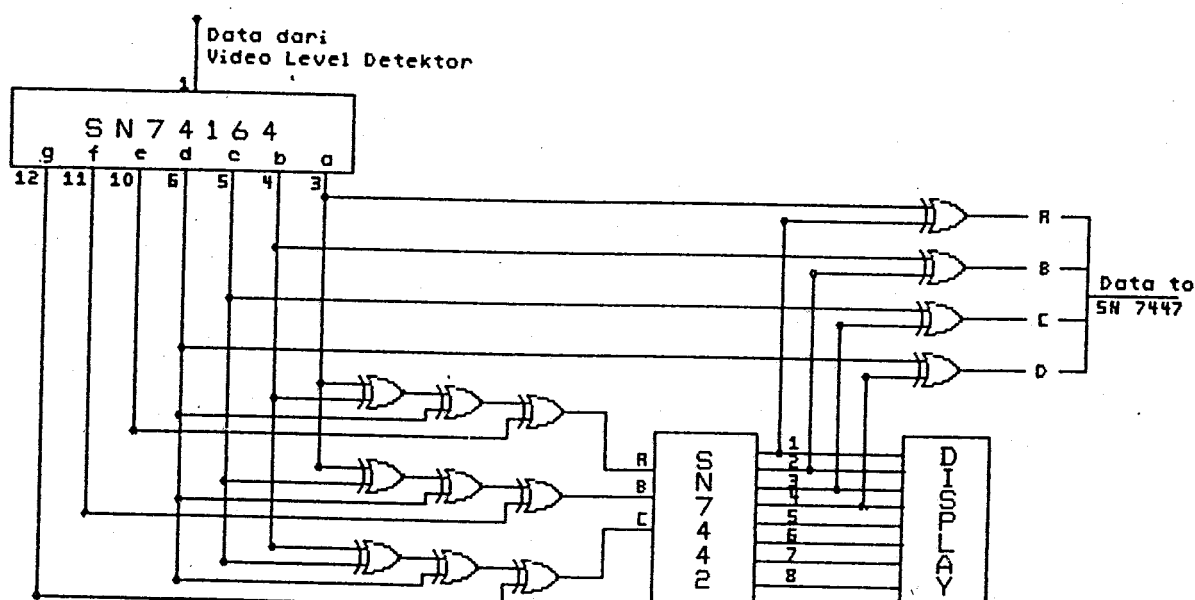 Data dari
Video Level Detektor
1
SN74164
g f e d c b a
12 11 10 6 5 4 3
A
B
Data to
SN 7447
C
D
A
B
C
SN7442
1
2
3
4
5
6
7
8
DISPLAY